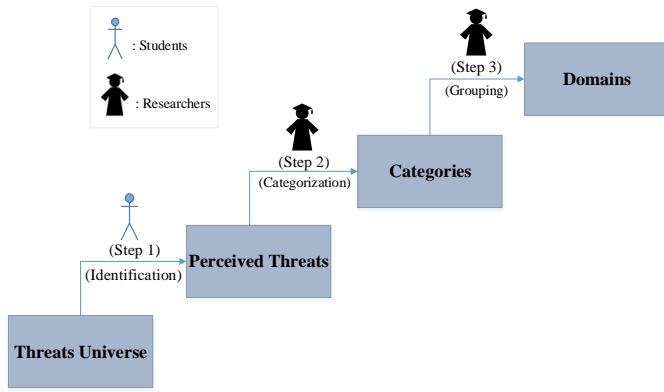 : Students
: Researchers
(Step 3)
(Grouping)
Domains
(Step 2)
(Categorization)
Categories
(Step 1)
(Identification)
Perceived Threats
Threats Universe